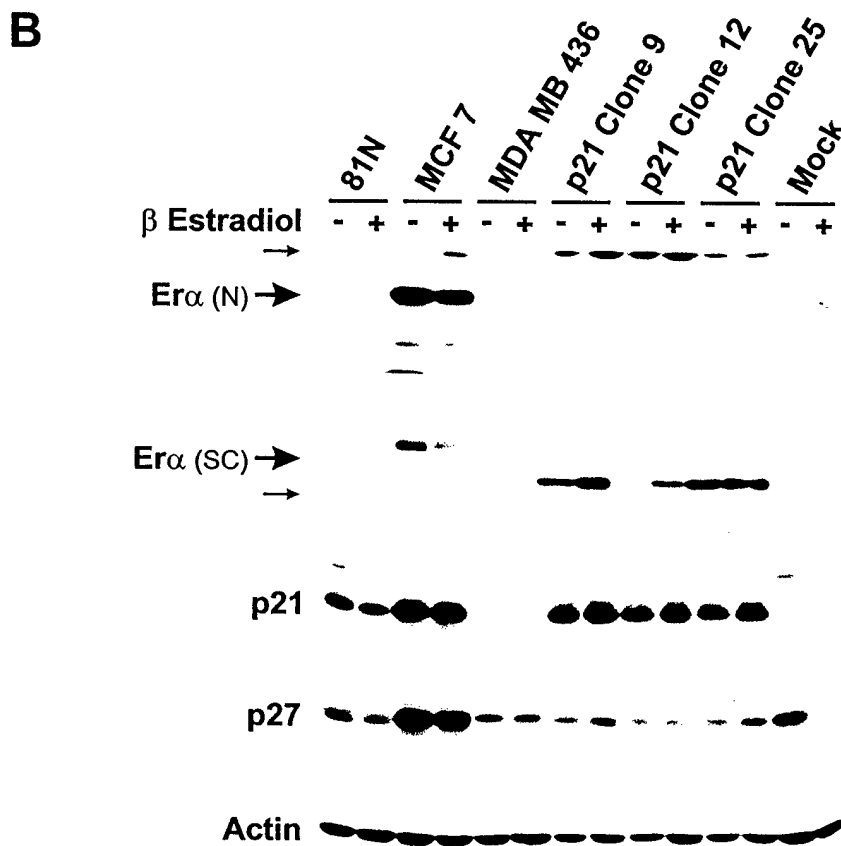 B
81N
MCF 7
MDA MB 436
p21 Clone 9
p21 Clone 12
p21 Clone 25
Mock
β Estradiol - + - + - + - + - + - + - +
Erα (N)
Erα (SC)
p21
p27
Actin